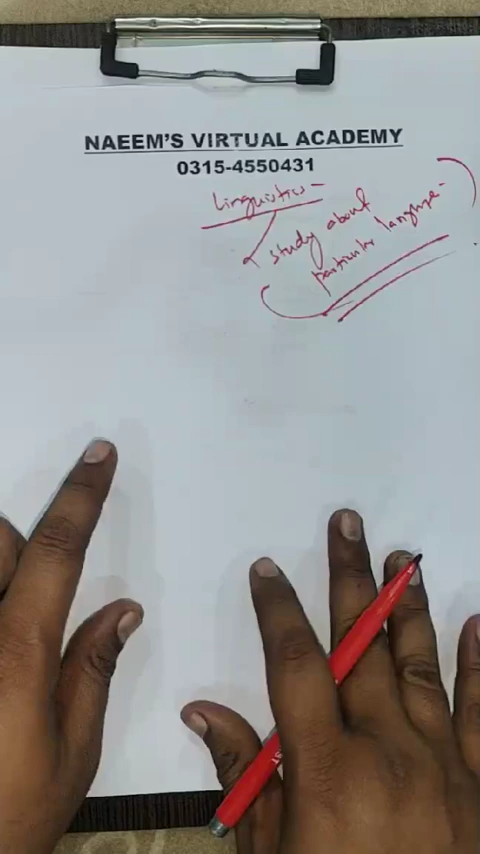 NAEEM'S VIRTUAL ACADEMY
0315-4550431
Linguistics-
study about
particular language-